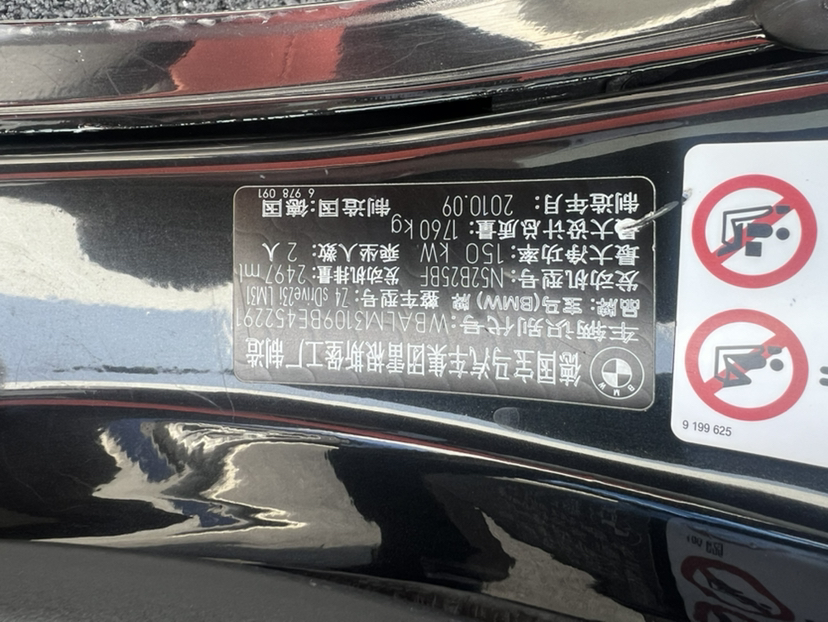 BMW
德国宝马汽车集团雷根斯堡工厂制造
车辆识别代号: WBALM3109BE452291
品牌: 宝马(BMW) 牌 整车型号: Z4 sDrive23i LM31
发动机型号: N52B25BF 发动机排量: 2497 ml
最大净功率: 150 kW 乘坐人数: 2 人
最大设计总质量: 1760 kg
制造年月: 2010.09 制造国: 德国
6 978 091
9 199 625